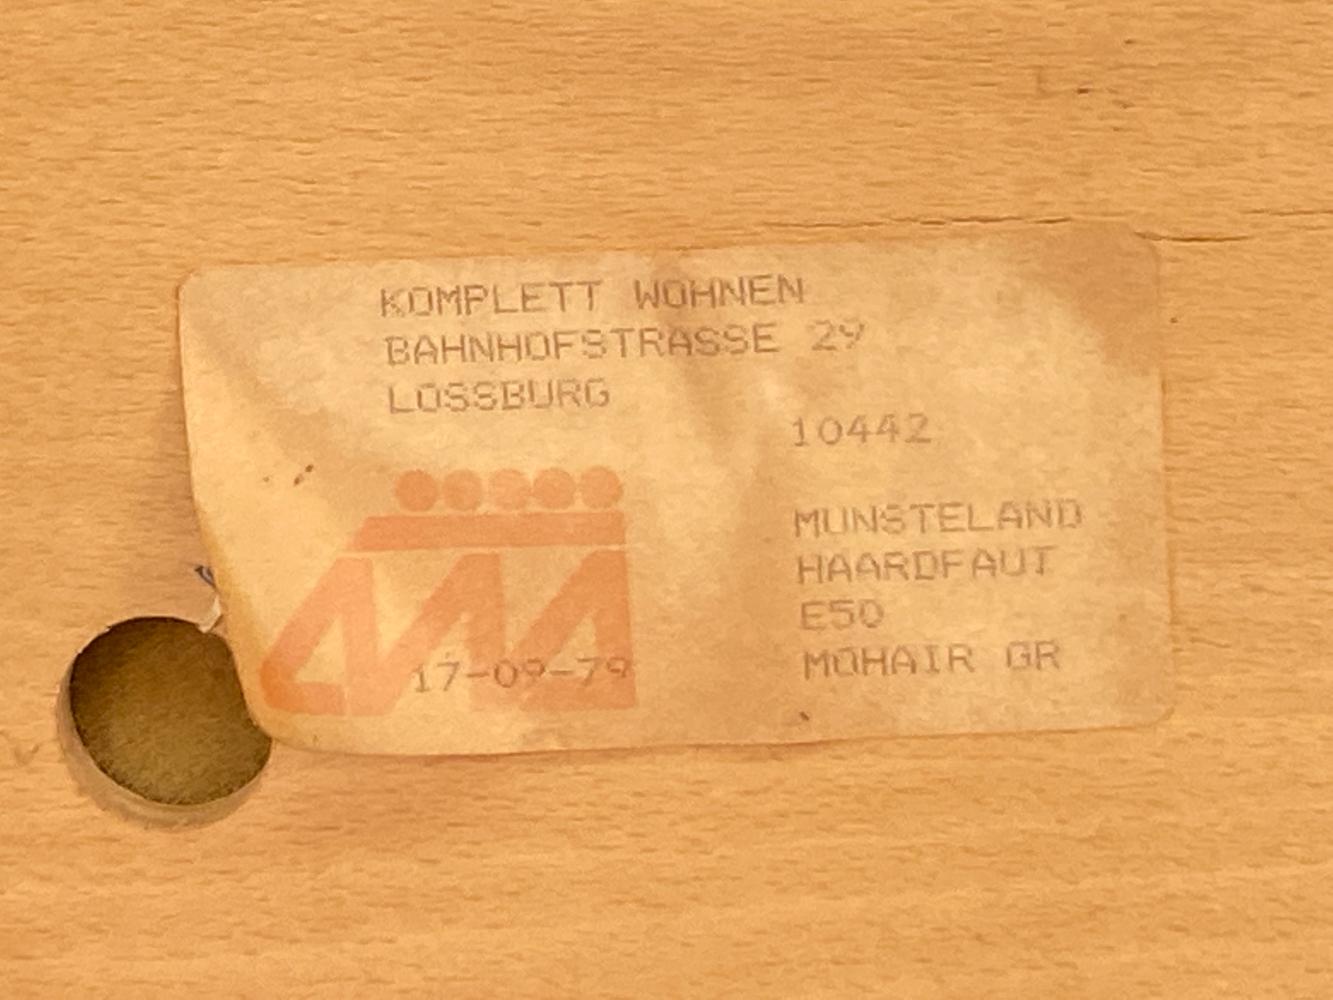 KOMPLETT WOHNEN
BAHNHOFSTRASSE 29
LOSSBURG
10442
MUNSTELAND
HAARDFAUT
E50
MOHAIR GR
17-09-79